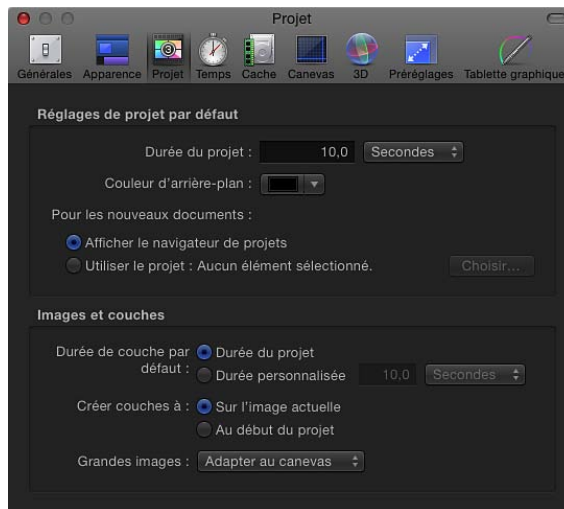 Projet
Générales Apparence Projet Temps Cache Canevas 3D Préréglages Tablette graphique
Réglages de projet par défaut
Durée du projet : 10,0 Secondes
Couleur d'arrière-plan :
Pour les nouveaux documents :
Afficher le navigateur de projets
Utiliser le projet : Aucun élément sélectionné. Choisir...
Images et couches
Durée de couche par défaut : Durée du projet
Durée personnalisée 10,0 Secondes
Créer couches à : Sur l'image actuelle
Au début du projet
Grandes images : Adapter au canevas